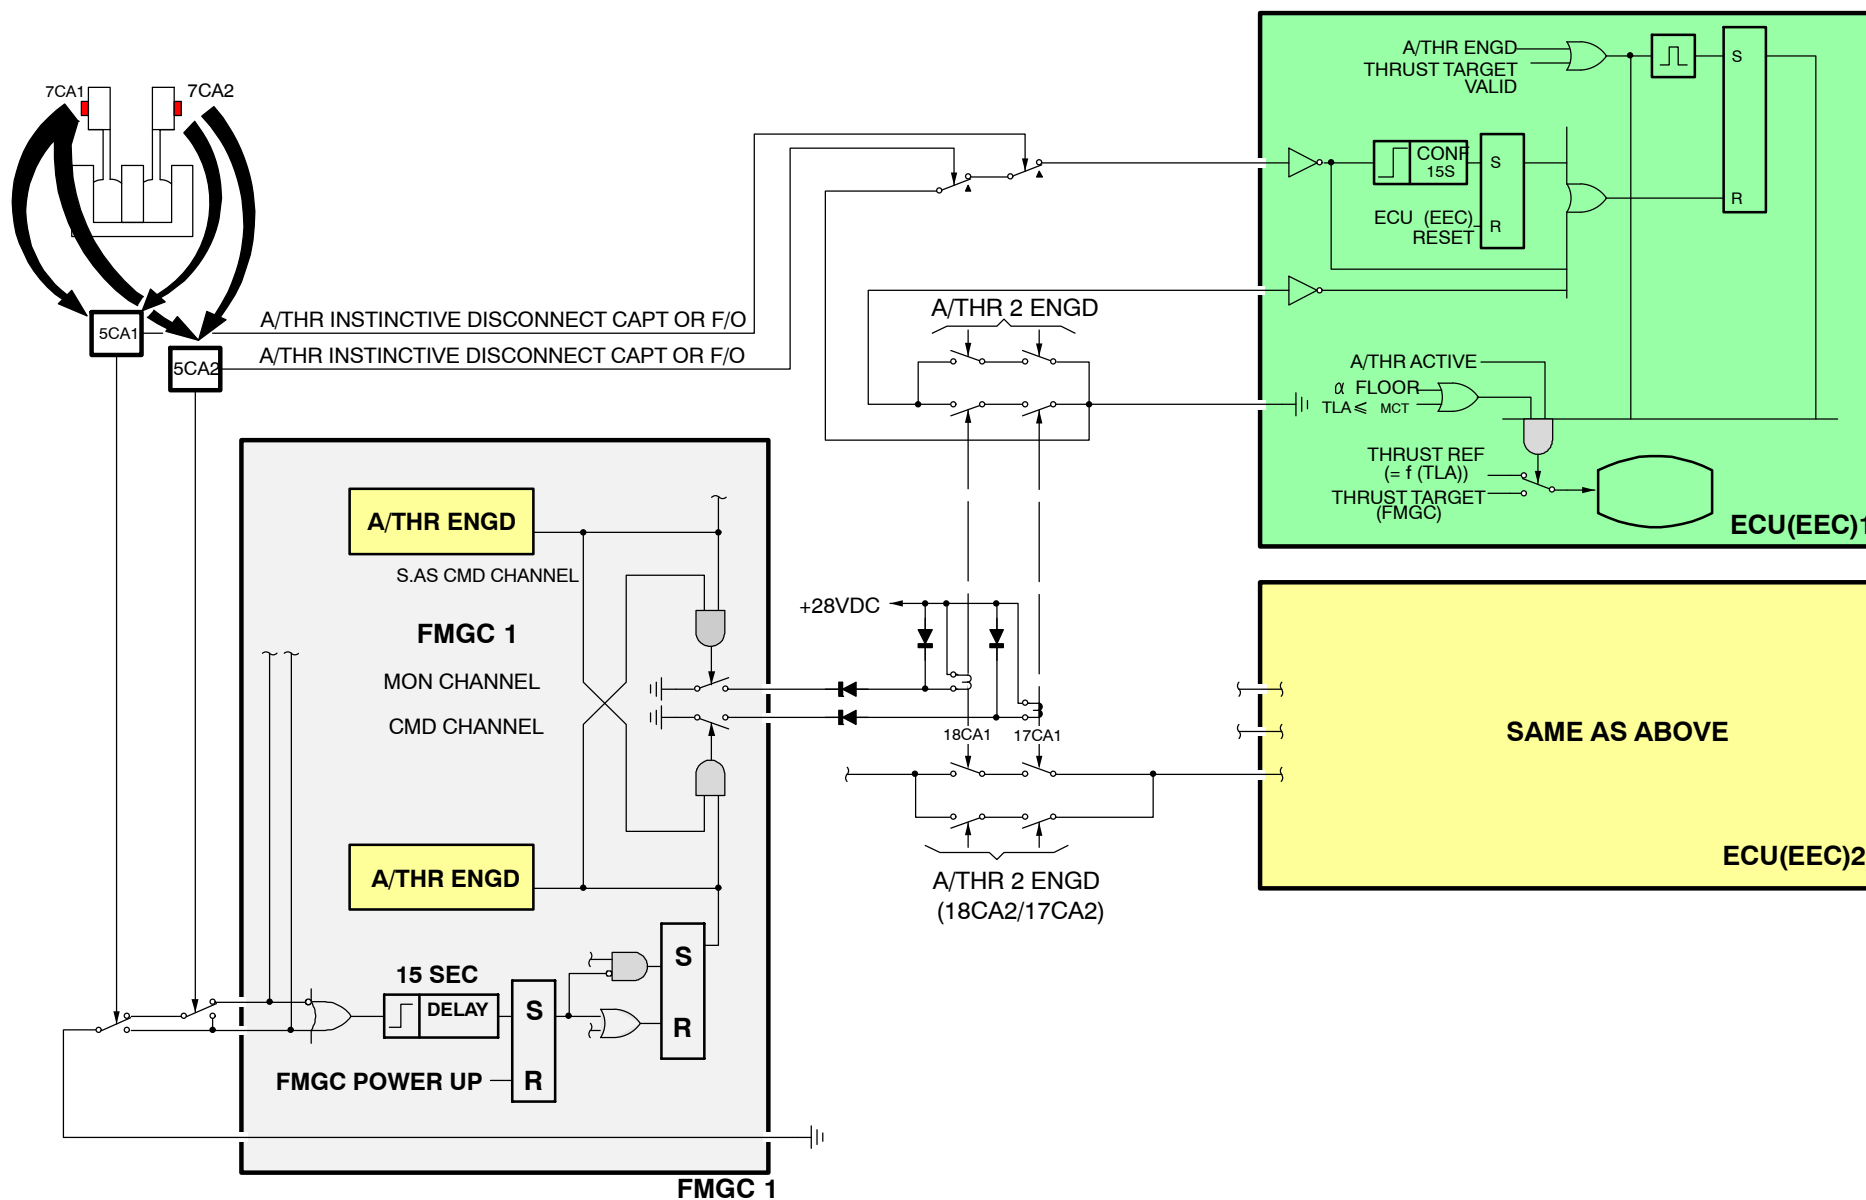 7CA1
7CA2
A/THR ENGD
THRUST TARGET
VALID
S
R
CONF
15S
S
ECU (EEC)
RESET
R
5CA1
5CA2
A/THR INSTINCTIVE DISCONNECT CAPT OR F/O
A/THR INSTINCTIVE DISCONNECT CAPT OR F/O
A/THR 2 ENGD
A/THR ACTIVE
α FLOOR
TLA ⩽ MCT
THRUST REF
(= f (TLA))
THRUST TARGET
(FMGC)
ECU(EEC)1
A/THR ENGD
S.AS CMD CHANNEL
FMGC 1
MON CHANNEL
CMD CHANNEL
+28VDC
18CA1
17CA1
SAME AS ABOVE
ECU(EEC)2
A/THR 2 ENGD
(18CA2/17CA2)
A/THR ENGD
S
R
15 SEC
DELAY
S
R
FMGC POWER UP
FMGC 1